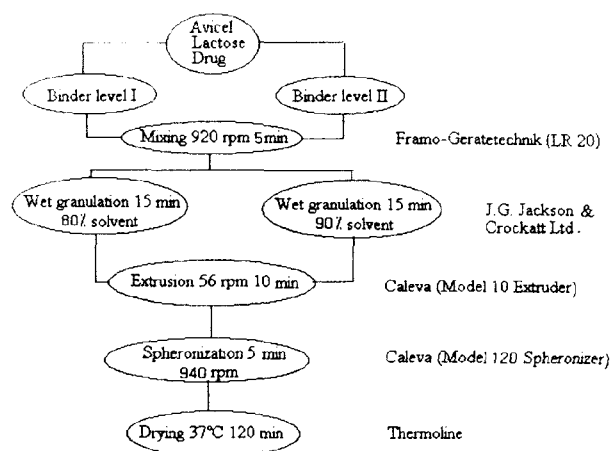 Avicel
Lactose
Drug
Binder level I
Binder level II
Mixing 920 rpm 5min
Framo-Geratetechnik (LR 20)
Wet granulation 15 min
80% solvent
Wet granulation 15 min
90% solvent
J.G. Jackson &
Crockatt Ltd.
Extrusion 56 rpm 10 min
Caleva (Model 10 Extruder)
Spheronization 5 min
940 rpm
Caleva (Model 120 Spheronizer)
Drying 37°C 120 min
Thermoline